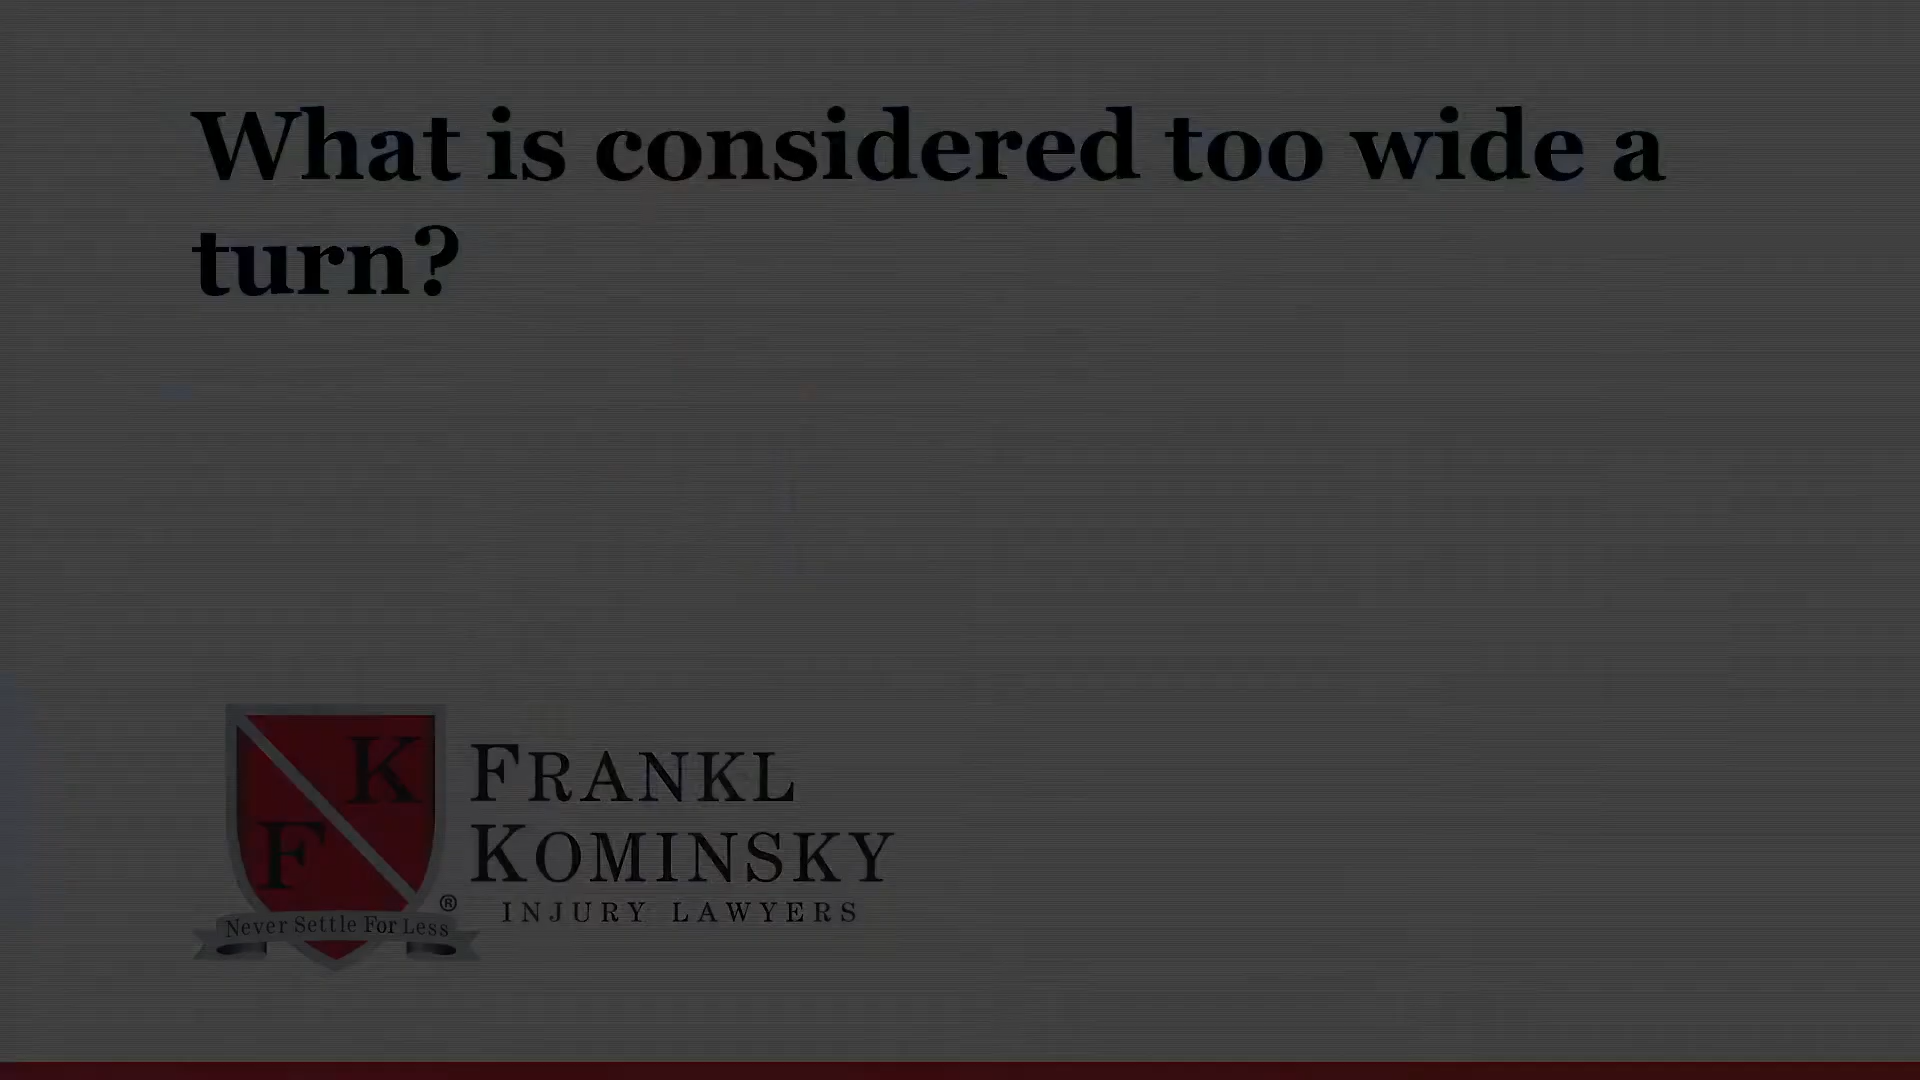 What is considered too wide a
turn?
K
F
FRANKL
KOMINSKY
INJURY LAWYERS
®
Never Settle For Less